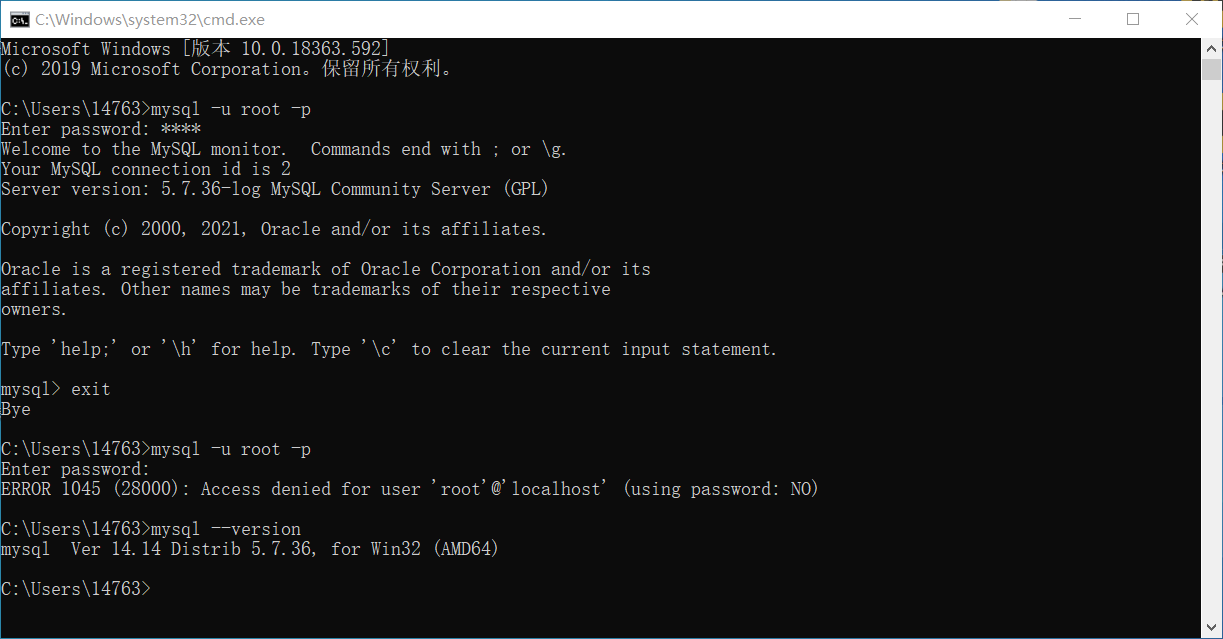 C:\Windows\system32\cmd.exe
Microsoft Windows [版本 10.0.18363.592]
(c) 2019 Microsoft Corporation。保留所有权利。
C:\Users\14763>mysql -u root -p
Enter password: ****
Welcome to the MySQL monitor.  Commands end with ; or \g.
Your MySQL connection id is 2
Server version: 5.7.36-log MySQL Community Server (GPL)
Copyright (c) 2000, 2021, Oracle and/or its affiliates.
Oracle is a registered trademark of Oracle Corporation and/or its
affiliates. Other names may be trademarks of their respective
owners.
Type 'help;' or '\h' for help. Type '\c' to clear the current input statement.
mysql> exit
Bye
C:\Users\14763>mysql -u root -p
Enter password:
ERROR 1045 (28000): Access denied for user 'root'@'localhost' (using password: NO)
C:\Users\14763>mysql --version
mysql  Ver 14.14 Distrib 5.7.36, for Win32 (AMD64)
C:\Users\14763>